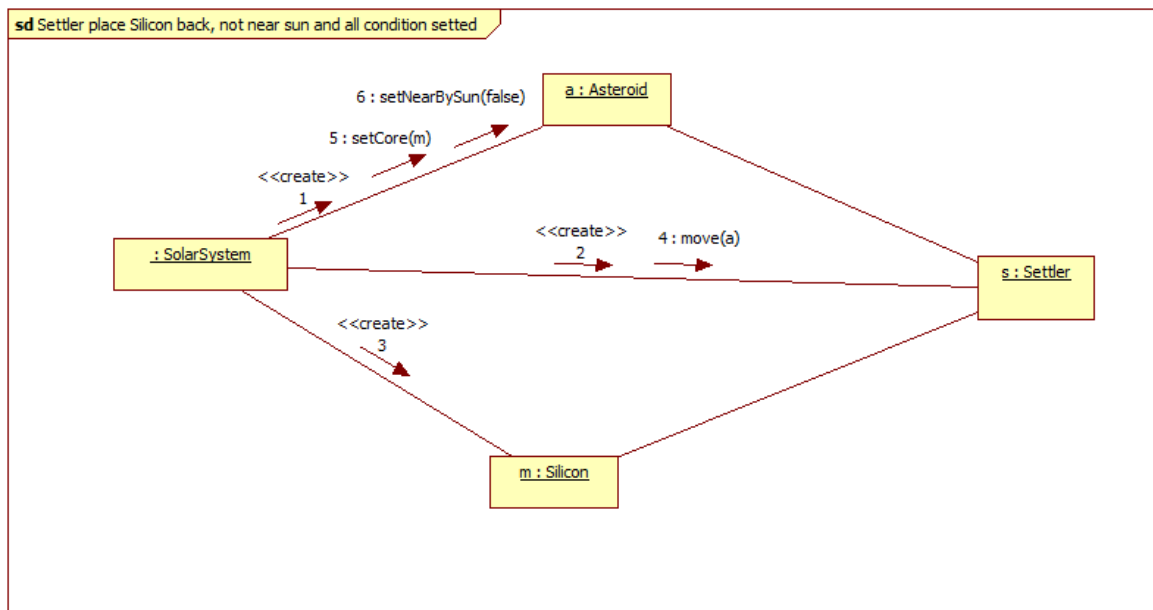 sd Settler place Silicon back, not near sun and all condition setted
a : Asteroid
6 : setNearBySun(false)
5 : setCore(m)
<<create>>
1
<<create>>
2
4 : move(a)
: SolarSystem
s : Settler
<<create>>
3
m : Silicon